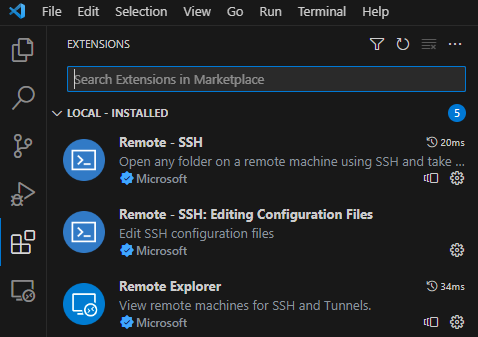 File Edit Selection View Go Run Terminal Help
EXTENSIONS
Search Extensions in Marketplace
LOCAL - INSTALLED 5
Remote - SSH 20ms
Open any folder on a remote machine using SSH and take ...
Microsoft
Remote - SSH: Editing Configuration Files
Edit SSH configuration files
Microsoft
Remote Explorer 34ms
View remote machines for SSH and Tunnels.
Microsoft